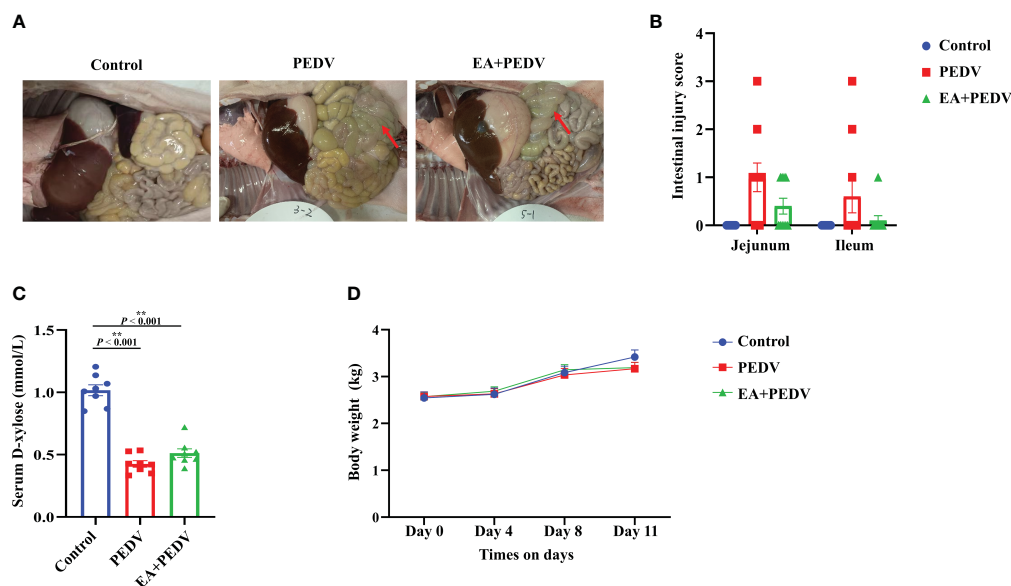 A
Control
PEDV
EA+PEDV
3-2
5-1
B
Intestinal injury score
4
3
2
1
0
Jejunum
Ileum
Control
PEDV
EA+PEDV
C
Serum D-xylose (mmol/L)
1.5
1.0
0.5
0.0
**
P < 0.001
**
P < 0.001
Control
PEDV
EA+PEDV
D
Body weight (kg)
4
3
2
1
0
Day 0
Day 4
Day 8
Day 11
Times on days
Control
PEDV
EA+PEDV